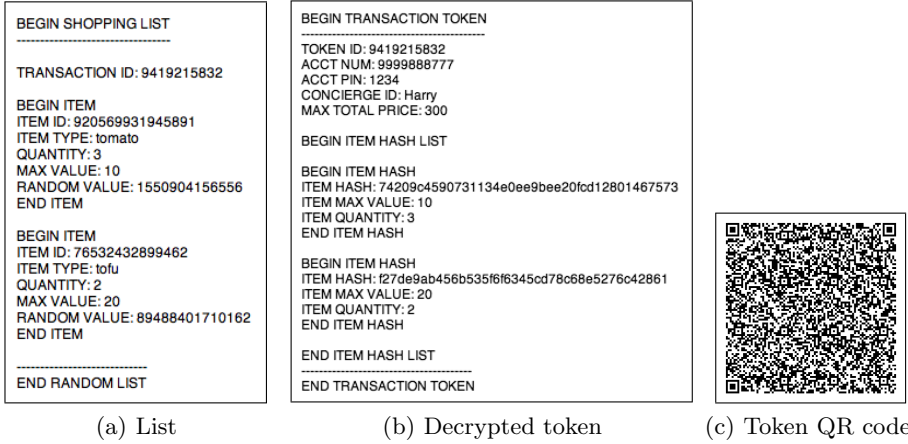 BEGIN SHOPPING LIST
----------------------------------
TRANSACTION ID: 9419215832
BEGIN ITEM
ITEM ID: 920569931945891
ITEM TYPE: tomato
QUANTITY: 3
MAX VALUE: 10
RANDOM VALUE: 1550904156556
END ITEM
BEGIN ITEM
ITEM ID: 76532432899462
ITEM TYPE: tofu
QUANTITY: 2
MAX VALUE: 20
RANDOM VALUE: 89488401710162
END ITEM
----------------------------
END RANDOM LIST
(a) List
BEGIN TRANSACTION TOKEN
------------------------------------------
TOKEN ID: 9419215832
ACCT NUM: 9999888777
ACCT PIN: 1234
CONCIERGE ID: Harry
MAX TOTAL PRICE: 300
BEGIN ITEM HASH LIST
BEGIN ITEM HASH
ITEM HASH: 74209c4590731134e0ee9bee20fcd12801467573
ITEM MAX VALUE: 10
ITEM QUANTITY: 3
END ITEM HASH
BEGIN ITEM HASH
ITEM HASH: f27de9ab456b535f6f6345cd78c68e5276c42861
ITEM MAX VALUE: 20
ITEM QUANTITY: 2
END ITEM HASH
END ITEM HASH LIST
---------------------------------------
END TRANSACTION TOKEN
(b) Decrypted token
(c) Token QR code